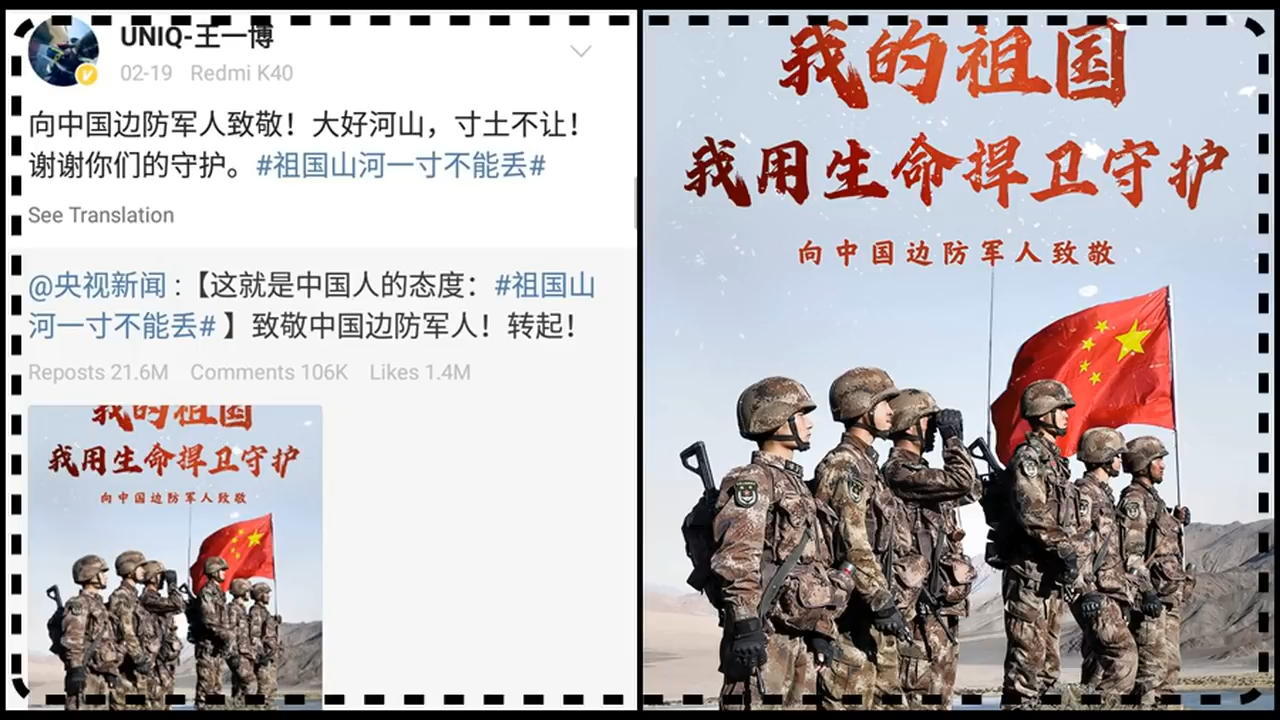 UNIQ-王一博
02-19 Redmi K40
向中国边防军人致敬！大好河山，寸土不让！
谢谢你们的守护。#祖国山河一寸不能丢#
See Translation
@央视新闻：【这就是中国人的态度：#祖国山
河一寸不能丢#】致敬中国边防军人！转起！
Reposts 21.6M Comments 106K Likes 1.4M
我的祖国
我用生命捍卫守护
向中国边防军人致敬
我的祖国
我用生命捍卫守护
向中国边防军人致敬